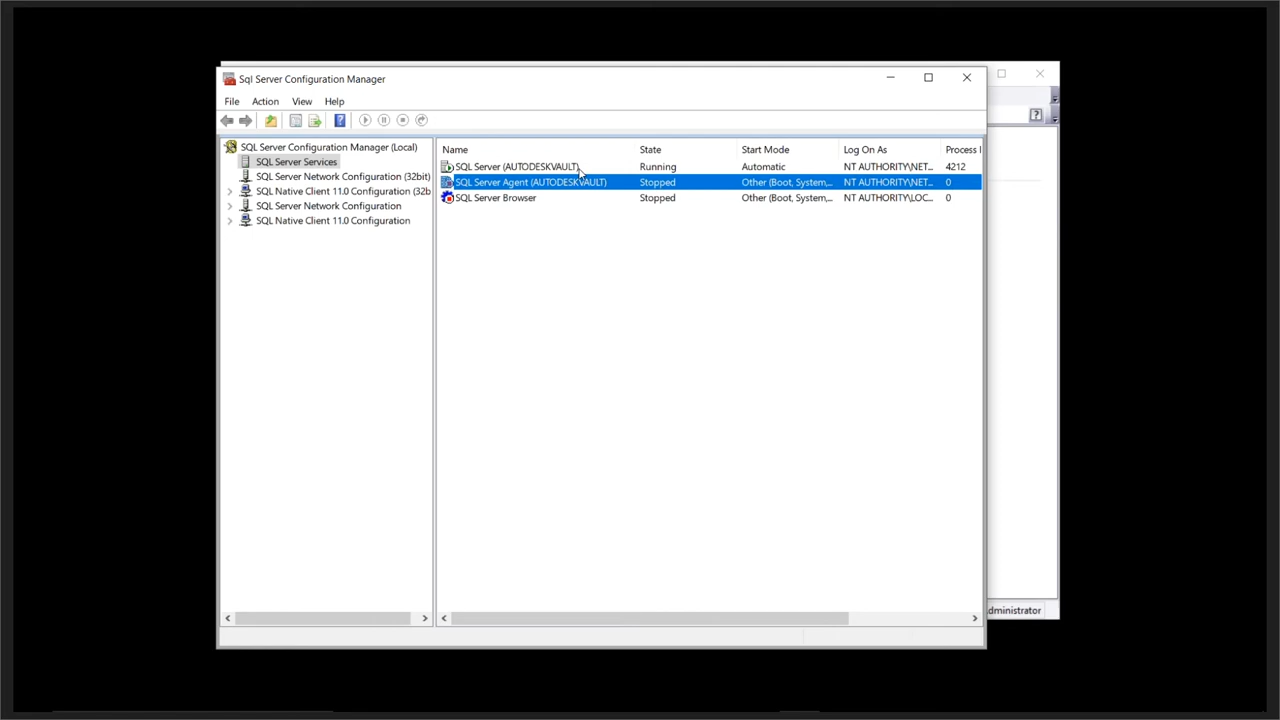 Sql Server Configuration Manager
File Action View Help
SQL Server Configuration Manager (Local)
SQL Server Services
SQL Server Network Configuration (32bit)
SQL Native Client 11.0 Configuration (32b
SQL Server Network Configuration
SQL Native Client 11.0 Configuration
Name State Start Mode Log On As Process I
SQL Server (AUTODESKVAULT) Running Automatic NT AUTHORITY\NET... 4212
SQL Server Agent (AUTODESKVAULT) Stopped Other (Boot, System,... NT AUTHORITY\NET... 0
SQL Server Browser Stopped Other (Boot, System,... NT AUTHORITY\LOC... 0
dministrator